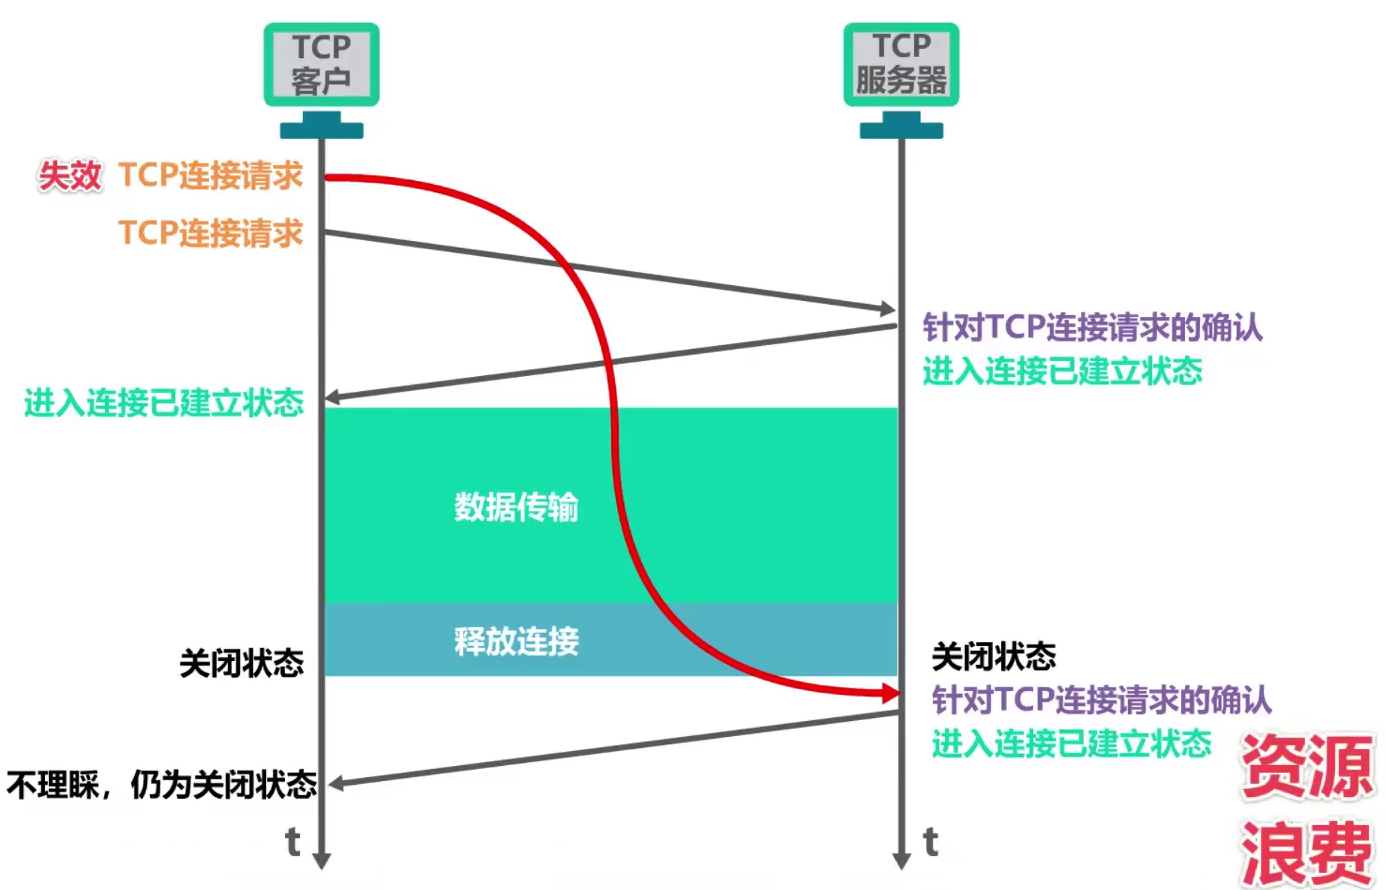 TCP
客户
TCP
服务器
失效 TCP连接请求
TCP连接请求
针对TCP连接请求的确认
进入连接已建立状态
进入连接已建立状态
数据传输
释放连接
关闭状态
关闭状态
针对TCP连接请求的确认
进入连接已建立状态
不理睬，仍为关闭状态
资源
浪费
t
t